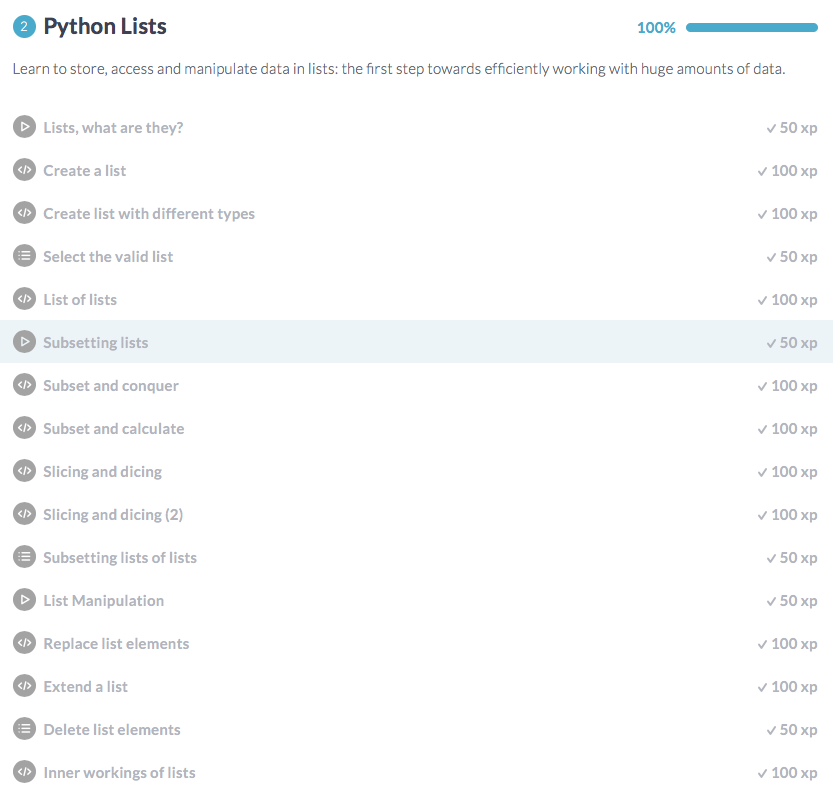 2 Python Lists 100%
Learn to store, access and manipulate data in lists: the first step towards efficiently working with huge amounts of data.
Lists, what are they? ✓ 50 xp
</> Create a list ✓ 100 xp
</> Create list with different types ✓ 100 xp
Select the valid list ✓ 50 xp
</> List of lists ✓ 100 xp
Subsetting lists ✓ 50 xp
</> Subset and conquer ✓ 100 xp
</> Subset and calculate ✓ 100 xp
</> Slicing and dicing ✓ 100 xp
</> Slicing and dicing (2) ✓ 100 xp
Subsetting lists of lists ✓ 50 xp
List Manipulation ✓ 50 xp
</> Replace list elements ✓ 100 xp
</> Extend a list ✓ 100 xp
Delete list elements ✓ 50 xp
</> Inner workings of lists ✓ 100 xp